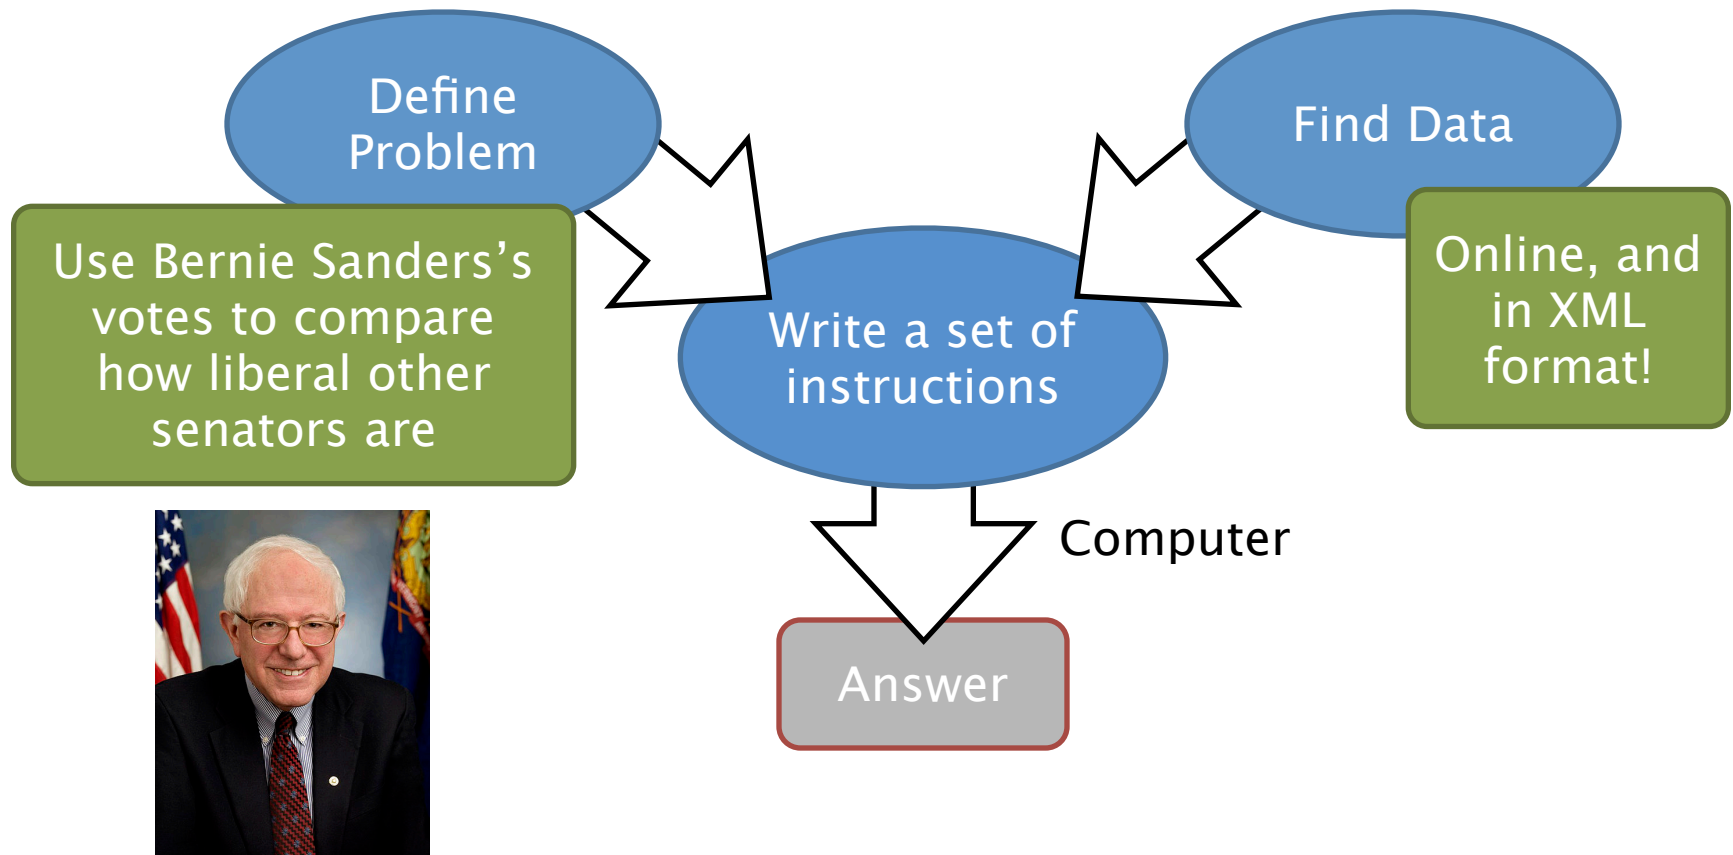 Define
Problem
Find Data
Use Bernie Sanders’s
votes to compare
how liberal other
senators are
Online, and
in XML
format!
Write a set of
instructions
Computer
Answer